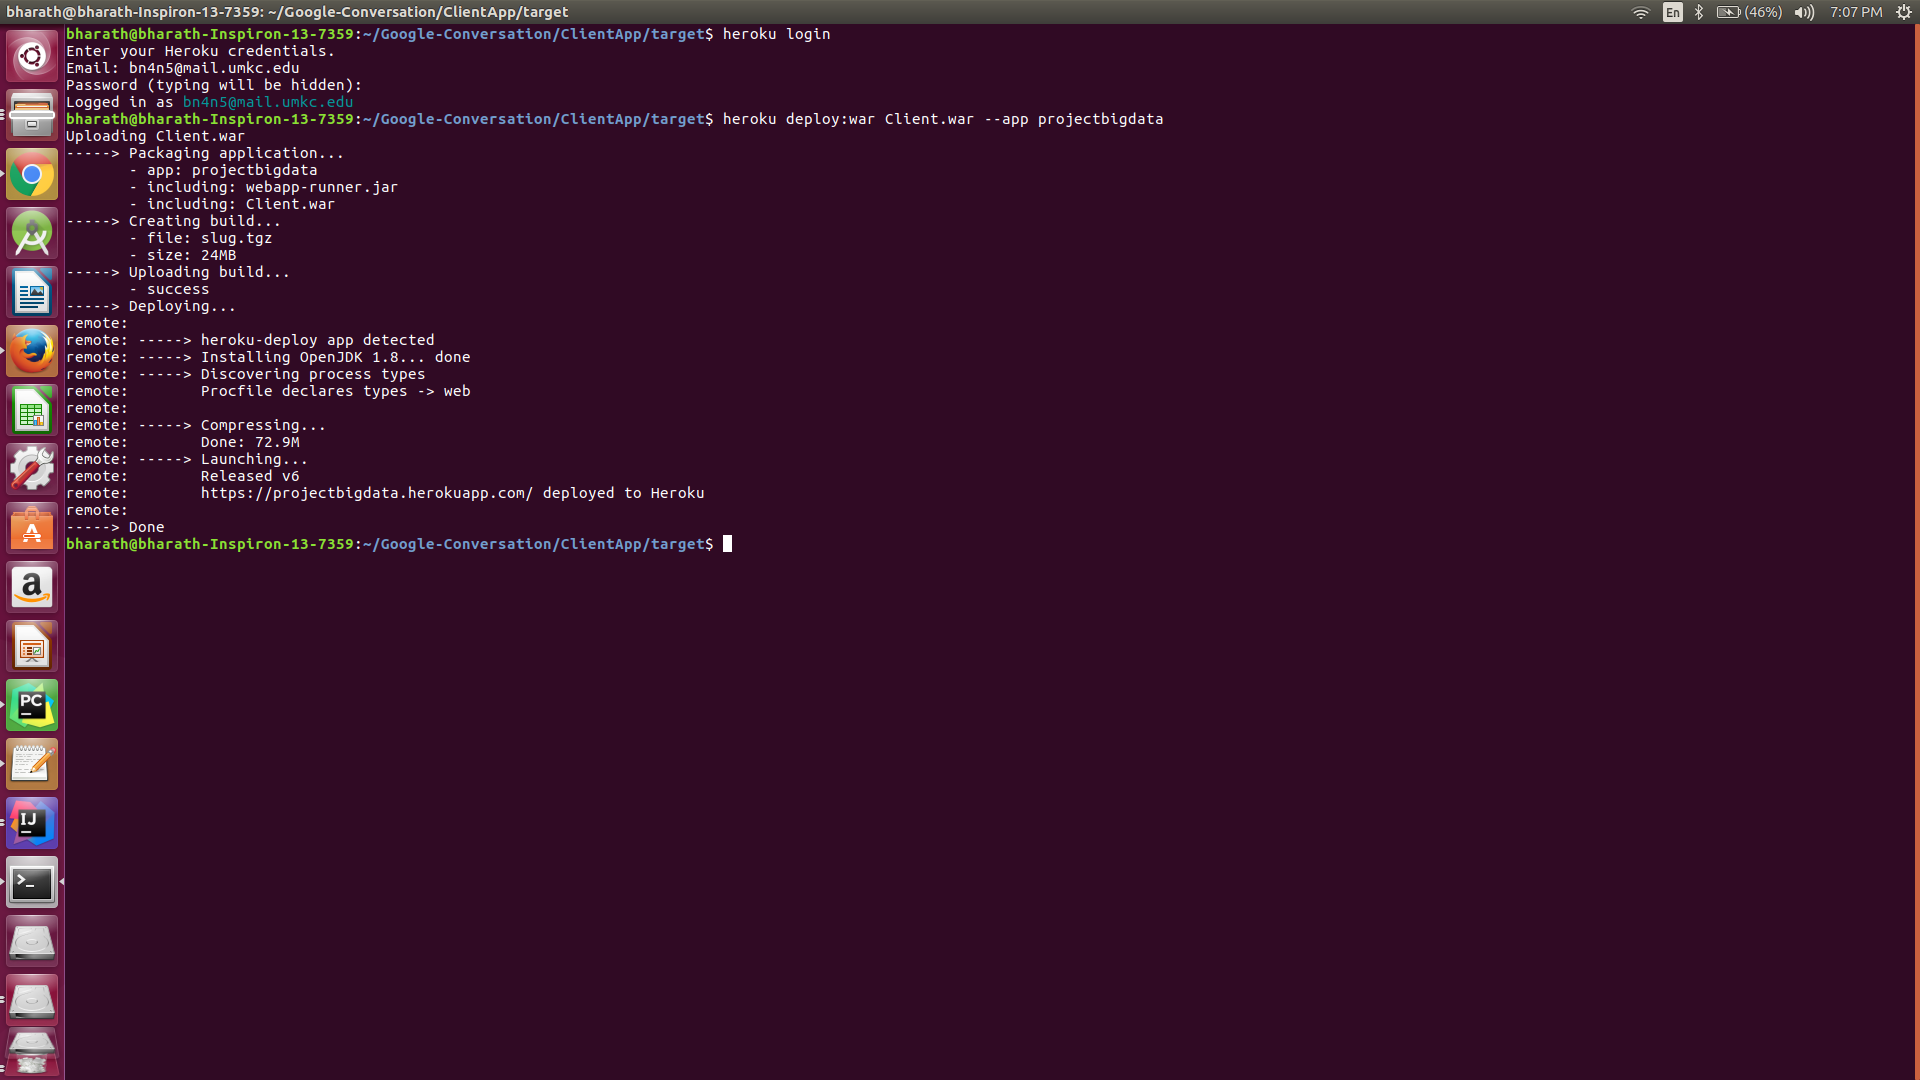 bharath@bharath-Inspiron-13-7359: ~/Google-Conversation/ClientApp/target
En (46%) 7:07 PM
bharath@bharath-Inspiron-13-7359:~/Google-Conversation/ClientApp/target$ heroku login
Enter your Heroku credentials.
Email: bn4n5@mail.umkc.edu
Password (typing will be hidden):
Logged in as bn4n5@mail.umkc.edu
bharath@bharath-Inspiron-13-7359:~/Google-Conversation/ClientApp/target$ heroku deploy:war Client.war --app projectbigdata
Uploading Client.war
-----> Packaging application...
       - app: projectbigdata
       - including: webapp-runner.jar
       - including: Client.war
-----> Creating build...
       - file: slug.tgz
       - size: 24MB
-----> Uploading build...
       - success
-----> Deploying...
remote:
remote: -----> heroku-deploy app detected
remote: -----> Installing OpenJDK 1.8... done
remote: -----> Discovering process types
remote:        Procfile declares types -> web
remote:
remote: -----> Compressing...
remote:        Done: 72.9M
remote: -----> Launching...
remote:        Released v6
remote:        https://projectbigdata.herokuapp.com/ deployed to Heroku
remote:
-----> Done
bharath@bharath-Inspiron-13-7359:~/Google-Conversation/ClientApp/target$
A
a
PC
IJ
>_